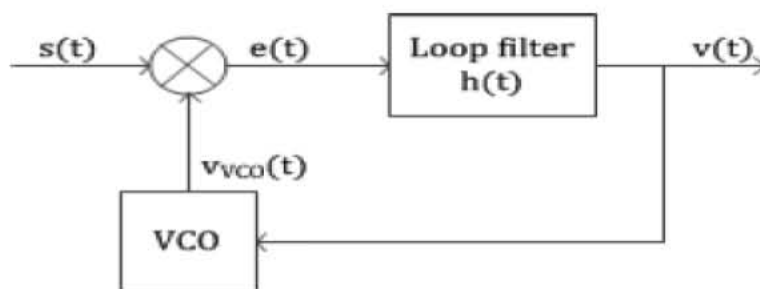 s(t)
e(t)
Loop filter
h(t)
v(t)
vVCO(t)
VCO